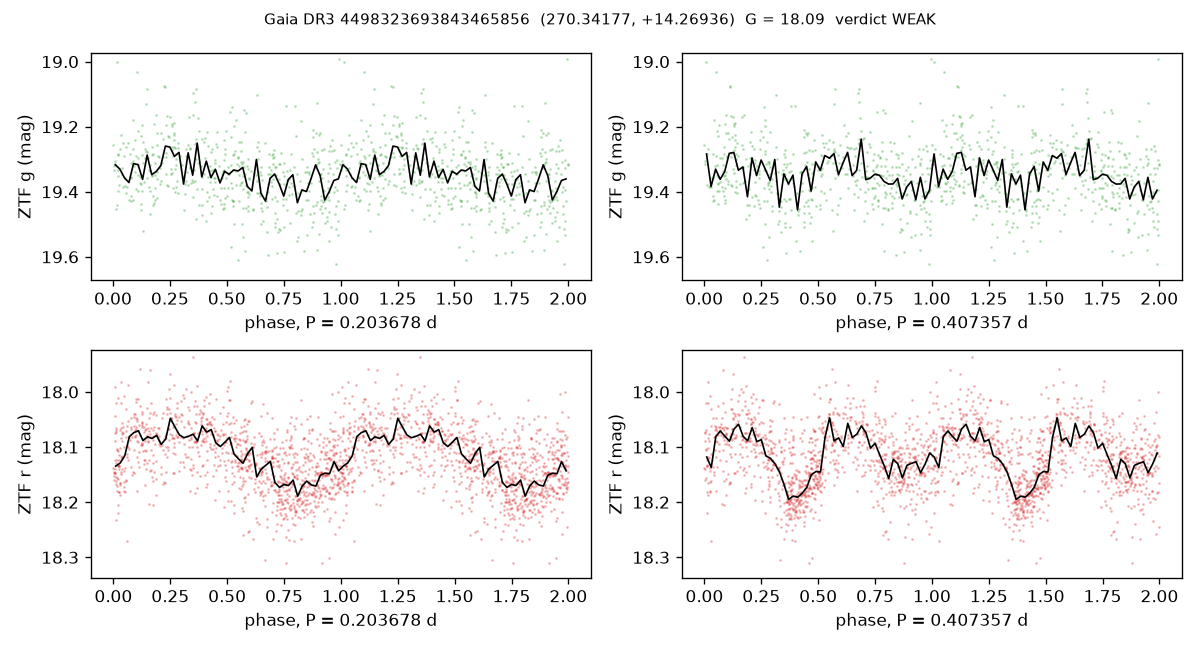 Gaia DR3 4498323693843465856 (270.34177, +14.26936) G = 18.09 verdict WEAK
ZTF g (mag)
19.0
19.2
19.4
19.6
0.00 0.25 0.50 0.75 1.00 1.25 1.50 1.75 2.00
phase, P = 0.203678 d
ZTF g (mag)
19.0
19.2
19.4
19.6
0.00 0.25 0.50 0.75 1.00 1.25 1.50 1.75 2.00
phase, P = 0.407357 d
ZTF r (mag)
18.0
18.1
18.2
18.3
0.00 0.25 0.50 0.75 1.00 1.25 1.50 1.75 2.00
phase, P = 0.203678 d
ZTF r (mag)
18.0
18.1
18.2
18.3
0.00 0.25 0.50 0.75 1.00 1.25 1.50 1.75 2.00
phase, P = 0.407357 d